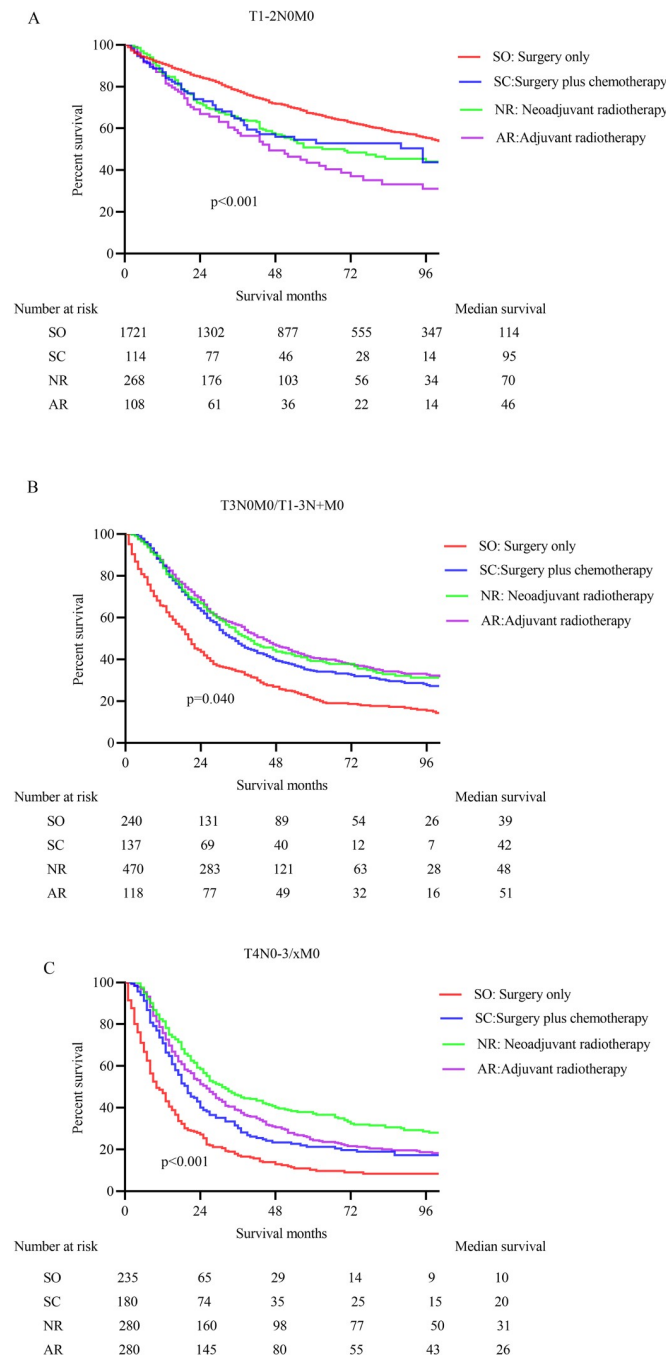 A
T1-2N0M0
SO: Surgery only
SC:Surgery plus chemotherapy
NR: Neoadjuvant radiotherapy
AR:Adjuvant radiotherapy
Percent survival
100
80
60
40
20
0
p<0.001
0 24 48 72 96
Survival months
Number at risk Median survival
SO 1721 1302 877 555 347 114
SC 114 77 46 28 14 95
NR 268 176 103 56 34 70
AR 108 61 36 22 14 46
B
T3N0M0/T1-3N+M0
SO: Surgery only
SC:Surgery plus chemotherapy
NR: Neoadjuvant radiotherapy
AR:Adjuvant radiotherapy
Percent survival
100
80
60
40
20
0
p=0.040
0 24 48 72 96
Survival months
Number at risk Median survival
SO 240 131 89 54 26 39
SC 137 69 40 12 7 42
NR 470 283 121 63 28 48
AR 118 77 49 32 16 51
C
T4N0-3/xM0
SO: Surgery only
SC:Surgery plus chemotherapy
NR: Neoadjuvant radiotherapy
AR:Adjuvant radiotherapy
Percent survival
100
80
60
40
20
0
p<0.001
0 24 48 72 96
Survival months
Number at risk Median survival
SO 235 65 29 14 9 10
SC 180 74 35 25 15 20
NR 280 160 98 77 50 31
AR 280 145 80 55 43 26